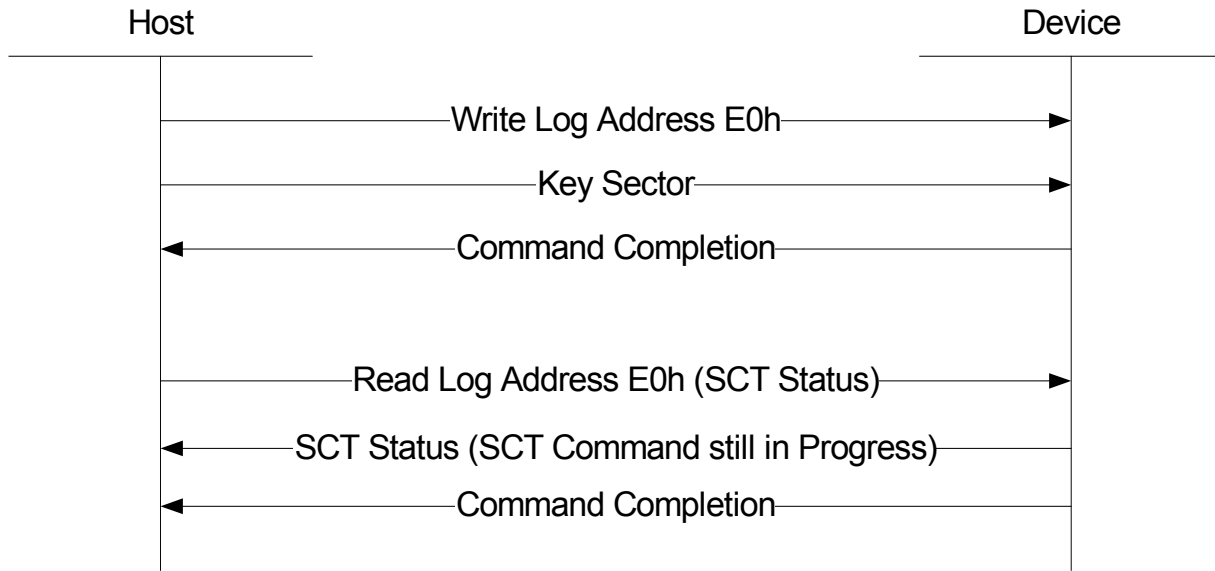 Host
Device
Write Log Address E0h
Key Sector
Command Completion
Read Log Address E0h (SCT Status)
SCT Status (SCT Command still in Progress)
Command Completion